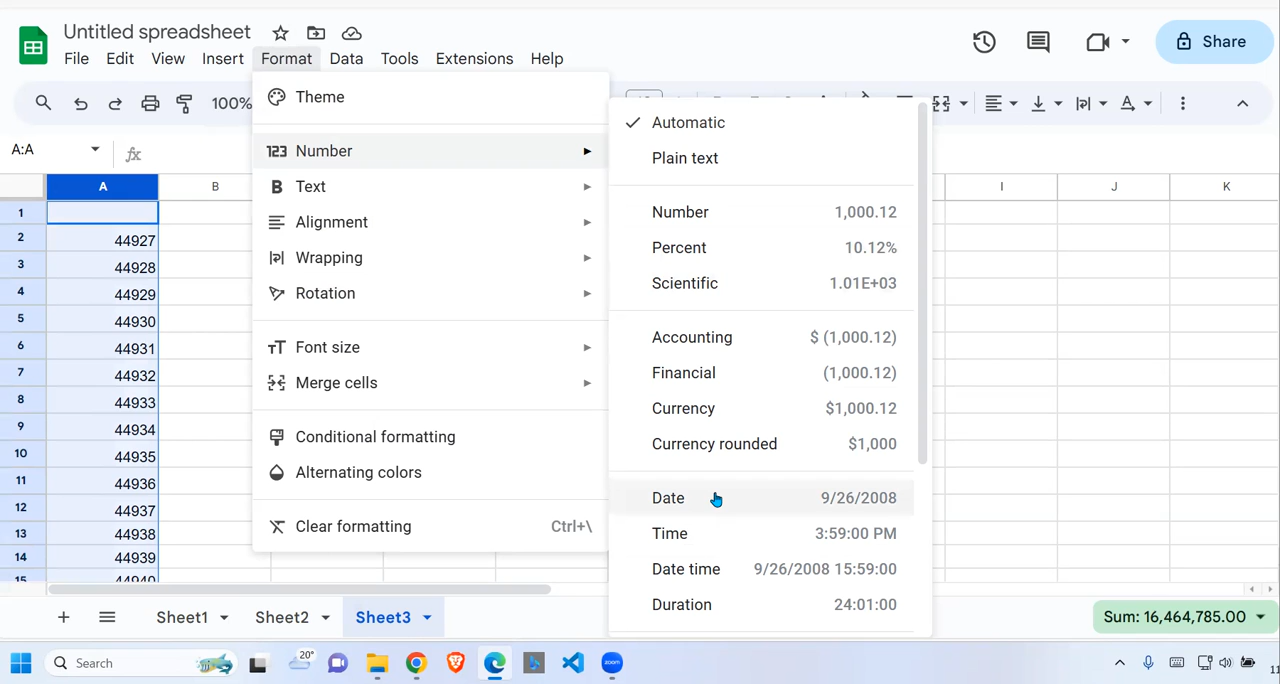 Untitled spreadsheet
Share
File Edit View Insert Format Data Tools Extensions Help
100%
A:A fx
A B I J K
1
2 44927
3 44928
4 44929
5 44930
6 44931
7 44932
8 44933
9 44934
10 44935
11 44936
12 44937
13 44938
14 44939
15 44940
Theme
123 Number
B Text
Alignment
Wrapping
Rotation
Font size
Merge cells
Conditional formatting
Alternating colors
Clear formatting Ctrl+\
Automatic
Plain text
Number 1,000.12
Percent 10.12%
Scientific 1.01E+03
Accounting $ (1,000.12)
Financial (1,000.12)
Currency $1,000.12
Currency rounded $1,000
Date 9/26/2008
Time 3:59:00 PM
Date time 9/26/2008 15:59:00
Duration 24:01:00
Sheet1 Sheet2 Sheet3 Sum: 16,464,785.00
Search 20° zoom